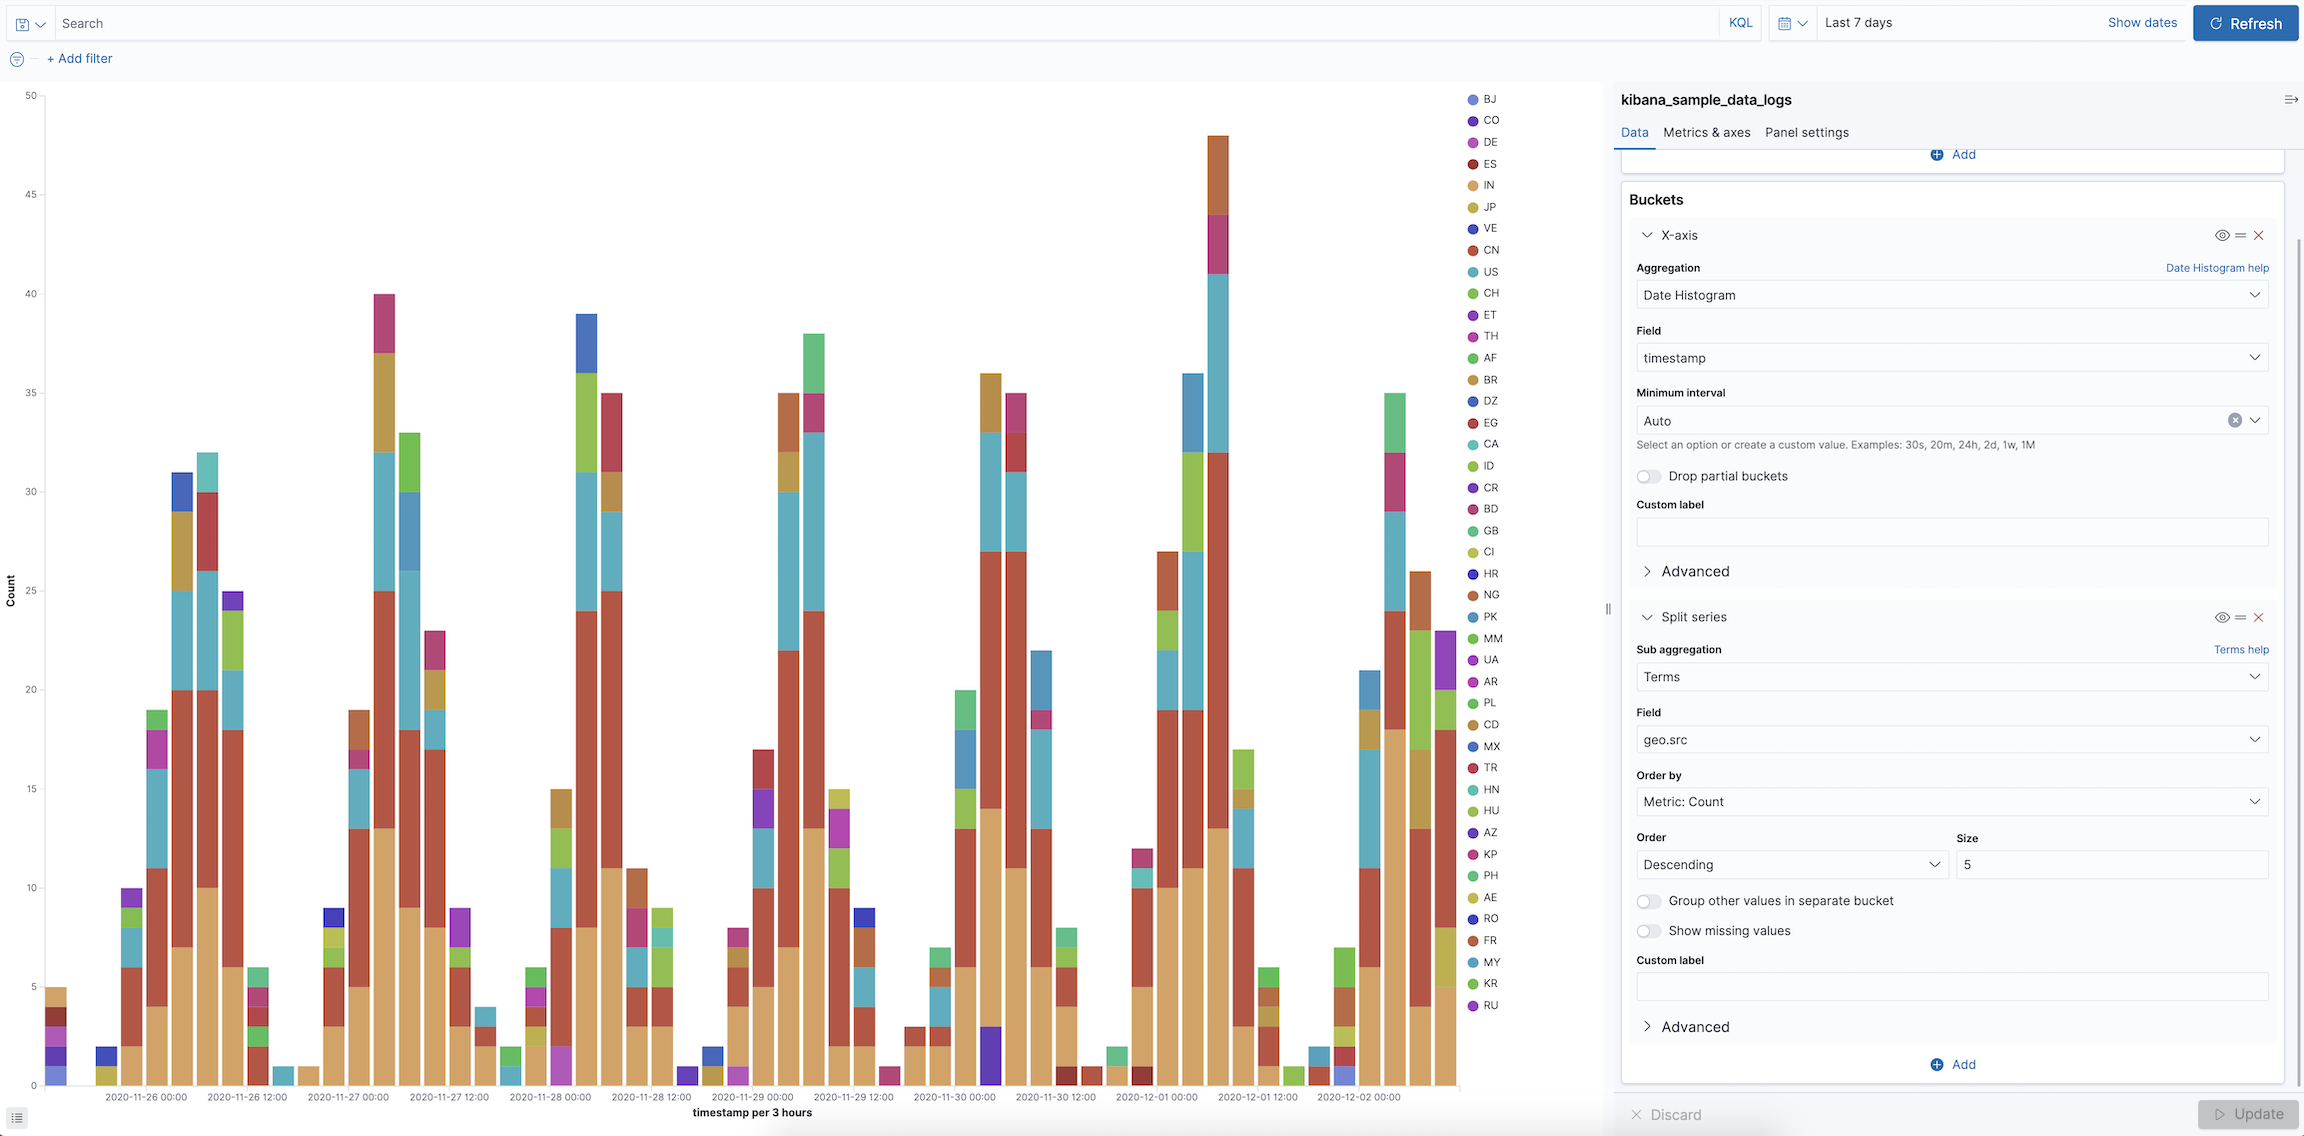 Search
KQL
Last 7 days
Show dates
Refresh
+ Add filter
50
45
40
35
30
25
20
15
10
5
0
Count
2020-11-26 00:00
2020-11-26 12:00
2020-11-27 00:00
2020-11-27 12:00
2020-11-28 00:00
2020-11-28 12:00
2020-11-29 00:00
2020-11-29 12:00
2020-11-30 00:00
2020-11-30 12:00
2020-12-01 00:00
2020-12-01 12:00
2020-12-02 00:00
timestamp per 3 hours
BJ
CO
DE
ES
IN
JP
VE
CN
US
CH
ET
TH
AF
BR
DZ
EG
CA
ID
CR
BD
GB
CI
HR
NG
PK
MM
UA
AR
PL
CD
MX
TR
HN
HU
AZ
KP
PH
AE
RO
FR
MY
KR
RU
kibana_sample_data_logs
Data Metrics & axes Panel settings
Add
Buckets
X-axis
Aggregation
Date Histogram help
Date Histogram
Field
timestamp
Minimum interval
Auto
Select an option or create a custom value. Examples: 30s, 20m, 24h, 2d, 1w, 1M
Drop partial buckets
Custom label
Advanced
Split series
Sub aggregation
Terms help
Terms
Field
geo.src
Order by
Metric: Count
Order
Size
Descending
5
Group other values in separate bucket
Show missing values
Custom label
Advanced
Add
Discard
Update